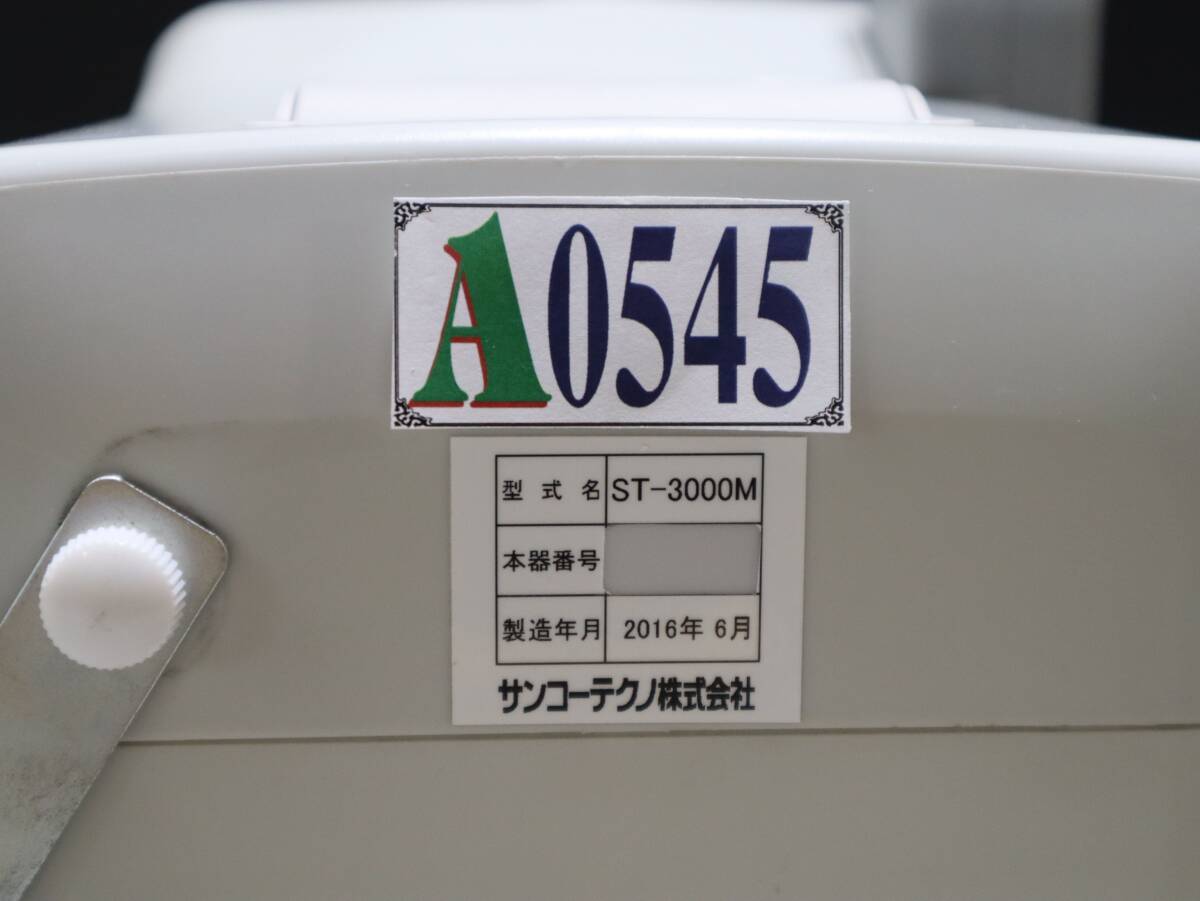 A0545
型式名 ST-3000M
本器番号
製造年月 2016年 6月
サンコーテクノ株式会社